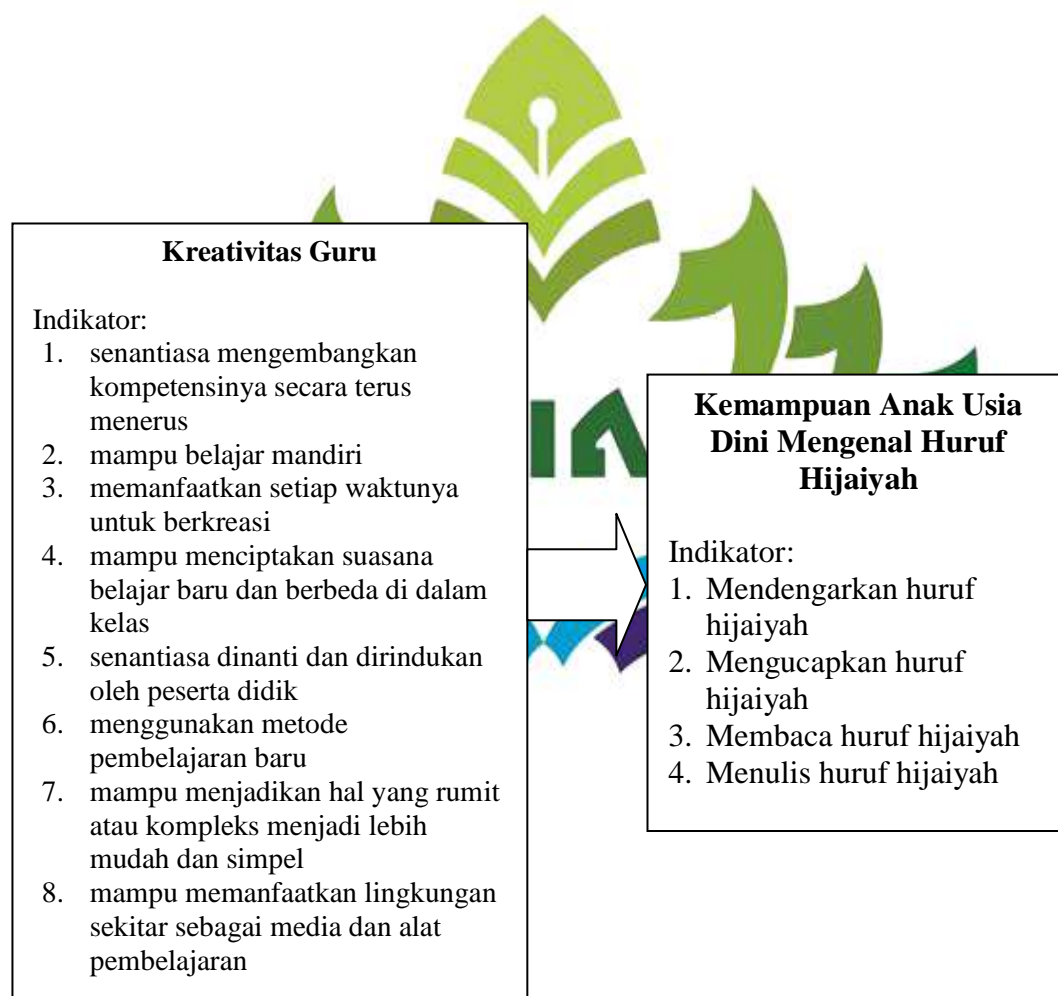 Kreativitas Guru
Indikator:
1. senantiasa mengembangkan
kompetensinya secara terus
menerus
2. mampu belajar mandiri
3. memanfaatkan setiap waktunya
untuk berkreasi
4. mampu menciptakan suasana
belajar baru dan berbeda di dalam
kelas
5. senantiasa dinanti dan dirindukan
oleh peserta didik
6. menggunakan metode
pembelajaran baru
7. mampu menjadikan hal yang rumit
atau kompleks menjadi lebih
mudah dan simpel
8. mampu memanfaatkan lingkungan
sekitar sebagai media dan alat
pembelajaran
Kemampuan Anak Usia
Dini Mengenal Huruf
Hijaiyah
Indikator:
1. Mendengarkan huruf
hijaiyah
2. Mengucapkan huruf
hijaiyah
3. Membaca huruf hijaiyah
4. Menulis huruf hijaiyah